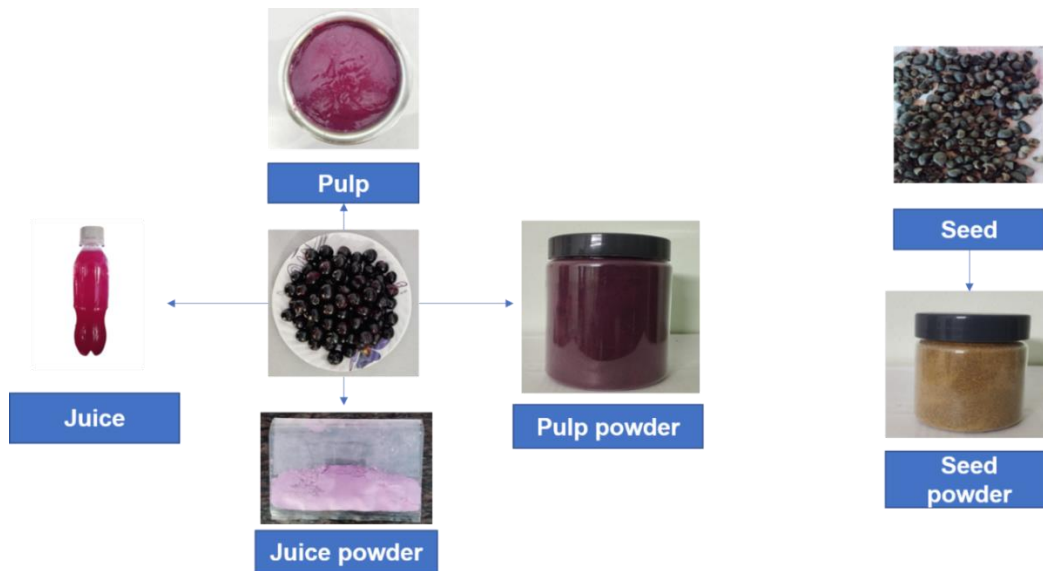 Pulp
Seed
Juice
Pulp powder
Seed
powder
Juice powder